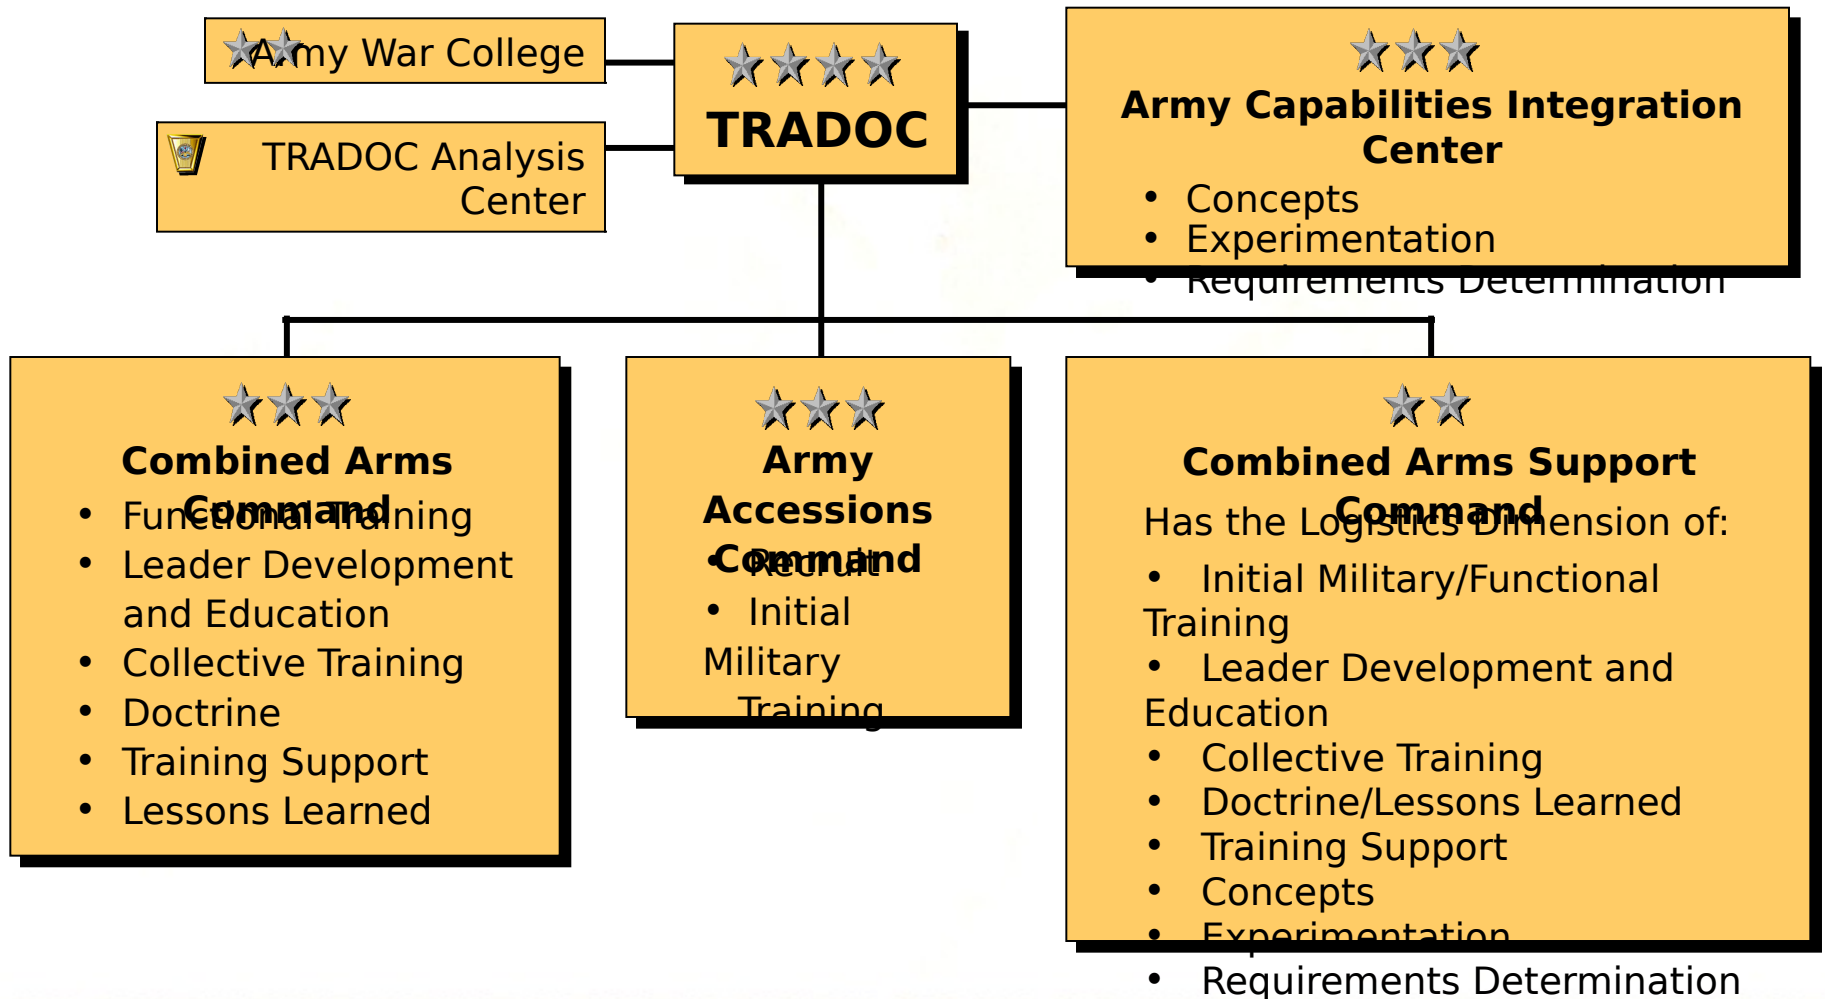 Army War College
TRADOC
TRADOC Analysis
Center
Army Capabilities Integration
Center
• Concepts
• Experimentation
• Requirements Determination
Combined Arms
Command
• Functional Training
• Leader Development
and Education
• Collective Training
• Doctrine
• Training Support
• Lessons Learned
Army
Accessions
Command
• Recruit
• Initial
Military
Training
Combined Arms Support
Command
Has the Logistics Dimension of:
• Initial Military/Functional
Training
• Leader Development and
Education
• Collective Training
• Doctrine/Lessons Learned
• Training Support
• Concepts
• Experimentation
• Requirements Determination